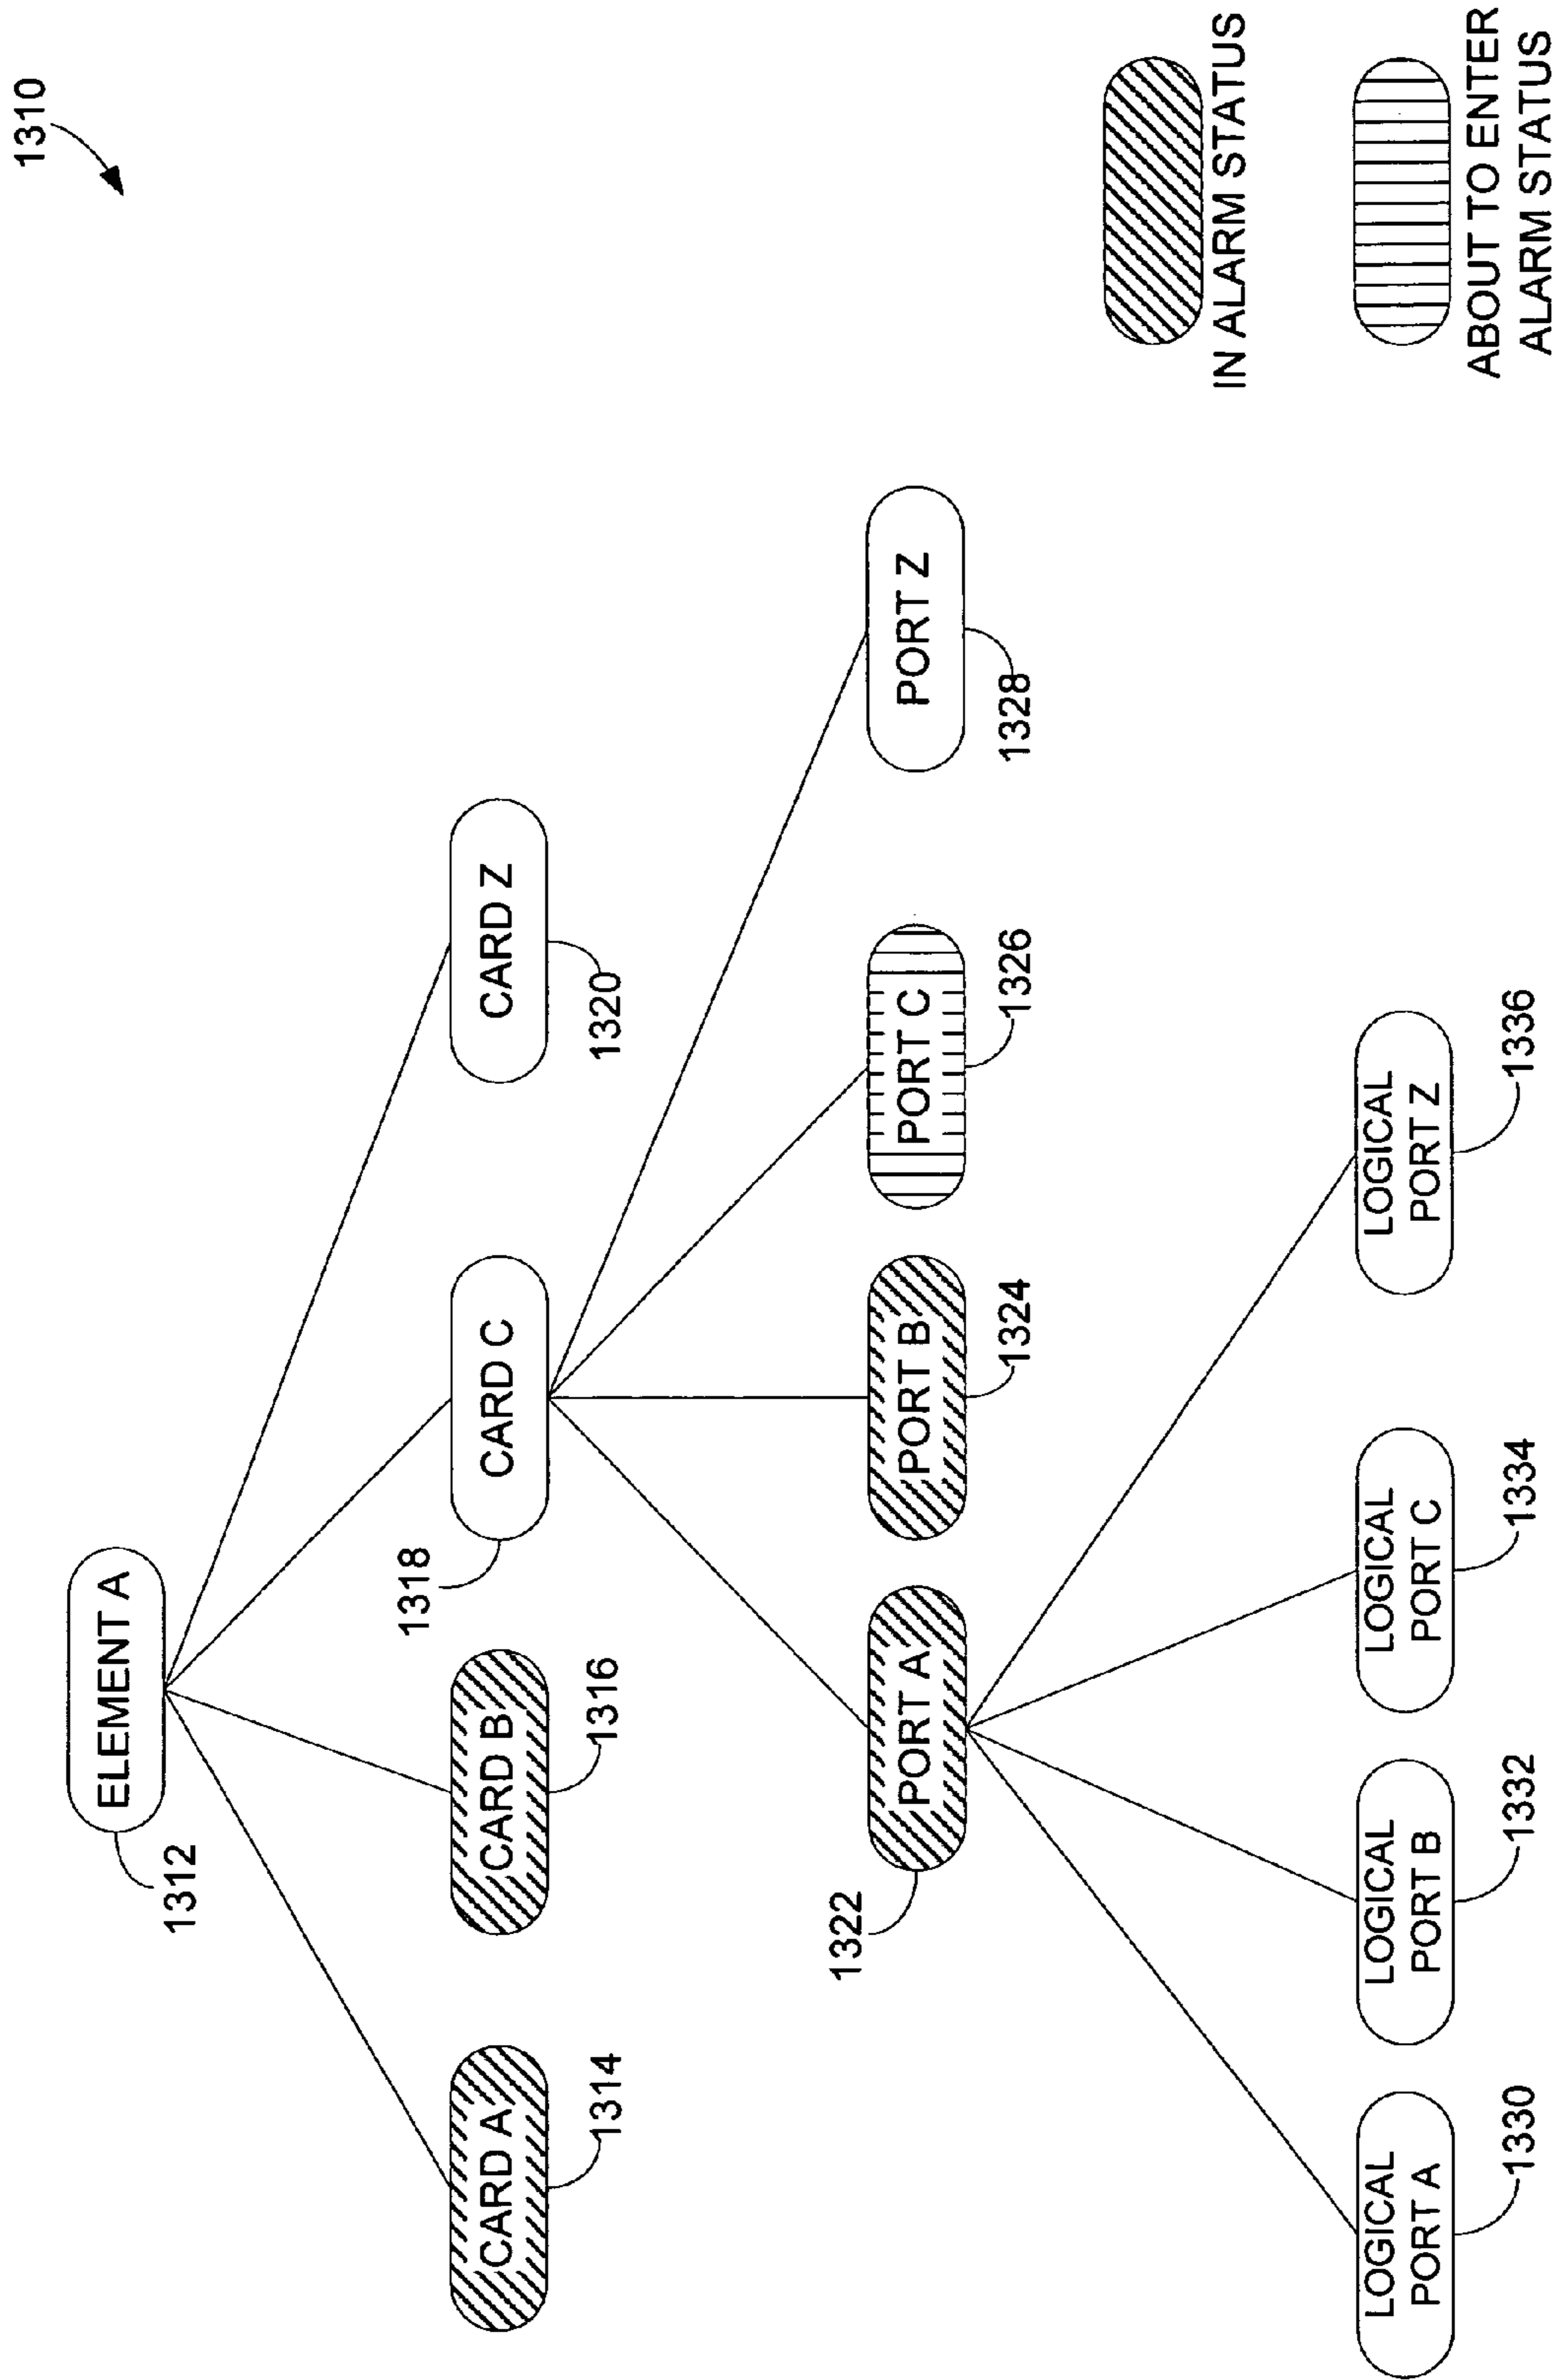 1310
ELEMENT A
1312
CARD A
CARD B
CARD C
CARD Z
1314
1316
1318
1320
PORT A
PORT B
PORT C
PORT Z
1322
1324
1326
1328
LOGICAL
PORT A
LOGICAL
PORT B
LOGICAL
PORT C
LOGICAL
PORT Z
1330
1332
1334
1336
IN ALARM STATUS
ABOUT TO ENTER
ALARM STATUS